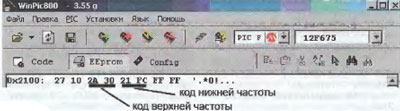 WinPic800 - 3.55 g
Файл Правка PIC Установки Язык Помощь
PIC F 12F675
Code EEprom Config
0x2100: 27 10 2A 30 21 FC FF FF '.*0!...
код нижней частоты
код верхней частоты